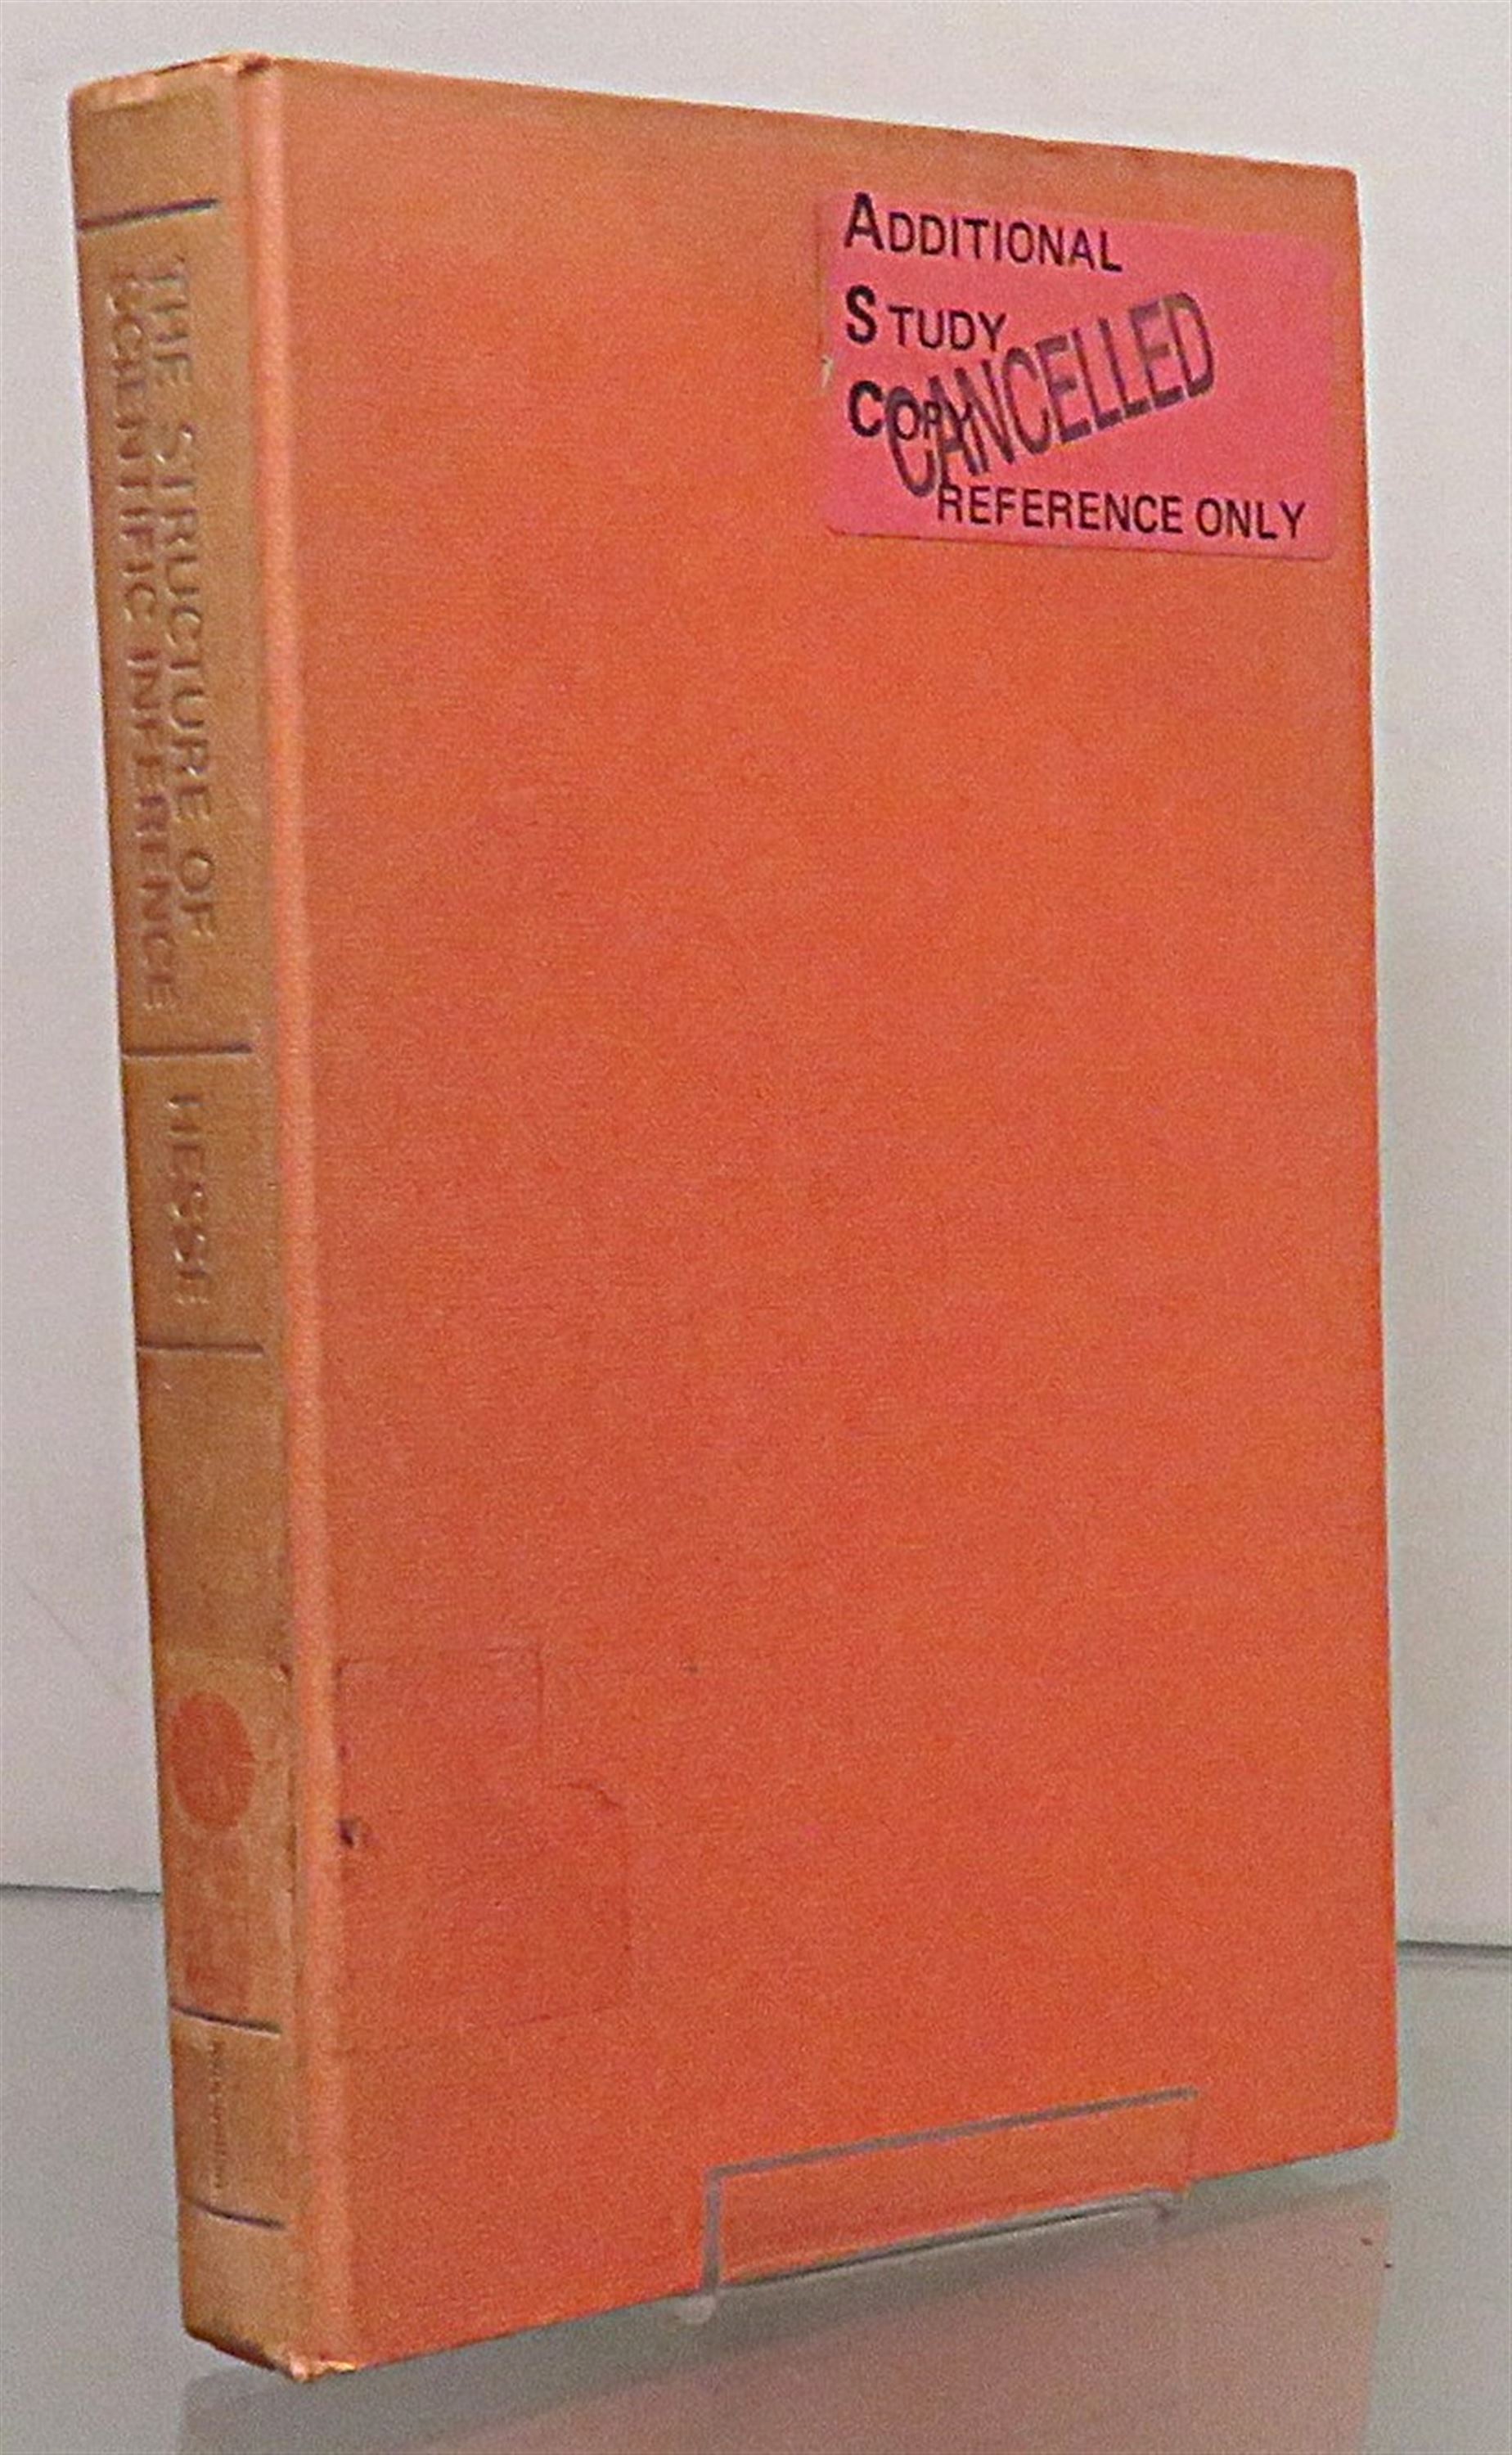 THE STRUCTURE OF
SCIENTIFIC INFERENCE
HESSE
ADDITIONAL
STUDY
COPY
CANCELLED
REFERENCE ONLY